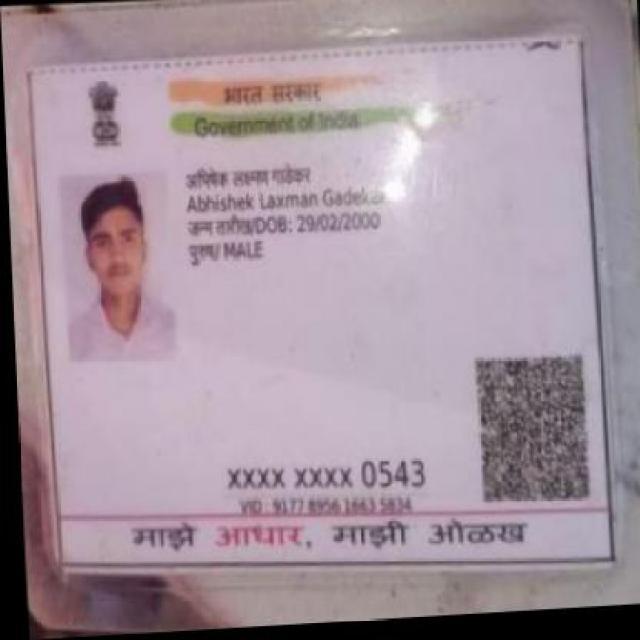 भारत सरकार
Government of India
अभिषेक लक्ष्मण गाडेकर
Abhishek Laxman Gadekar
जन्म तारीख/DOB: 29/02/2000
पुरुष/ MALE
xxxx xxxx 0543
VID : 9177 8956 1663 5834
माझे आधार, माझी ओळख